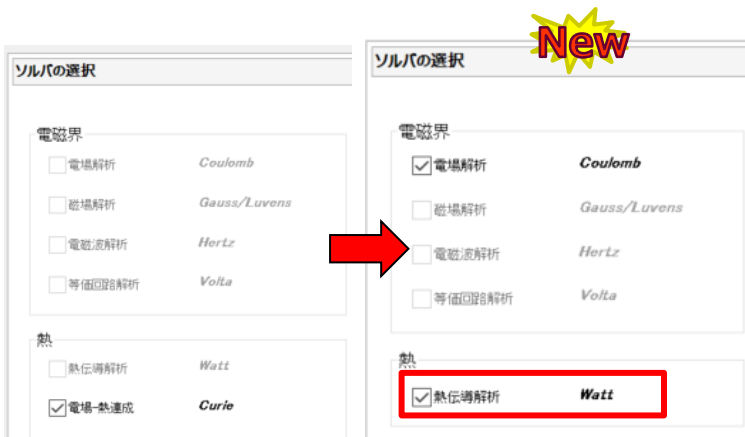 ソルバの選択
電磁界
電場解析 Coulomb
磁場解析 Gauss/Luvens
電磁波解析 Hertz
等価回路解析 Volta
熱
熱伝導解析 Watt
電場-熱連成 Curie
New
ソルバの選択
電磁界
電場解析 Coulomb
磁場解析 Gauss/Luvens
電磁波解析 Hertz
等価回路解析 Volta
熱
熱伝導解析 Watt